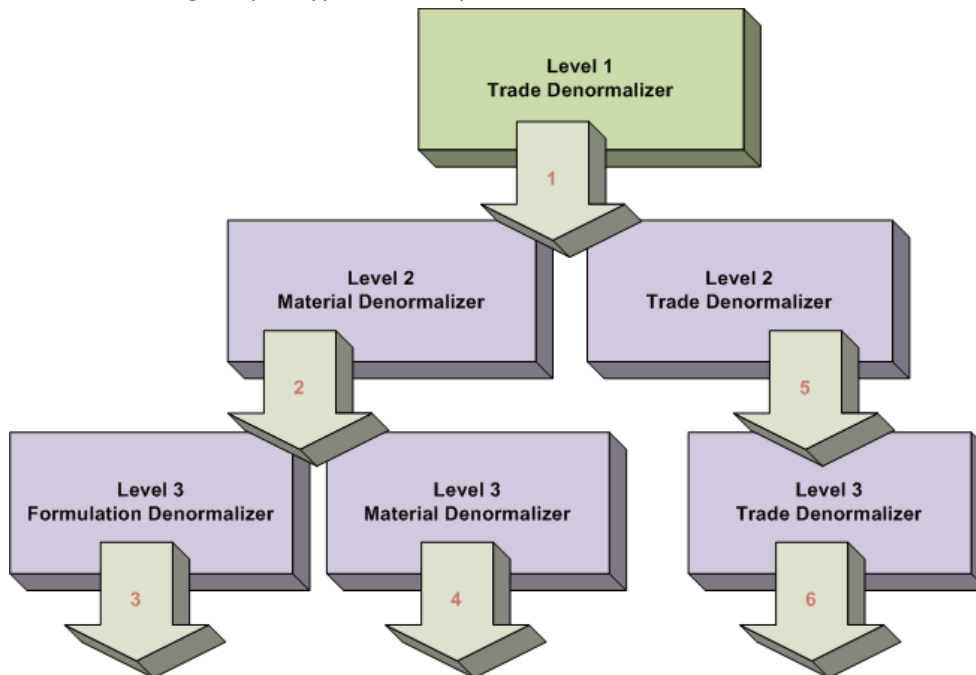 Level 1
Trade Denormalizer
1
Level 2
Material Denormalizer
Level 2
Trade Denormalizer
2
5
Level 3
Formulation Denormalizer
Level 3
Material Denormalizer
Level 3
Trade Denormalizer
3
4
6